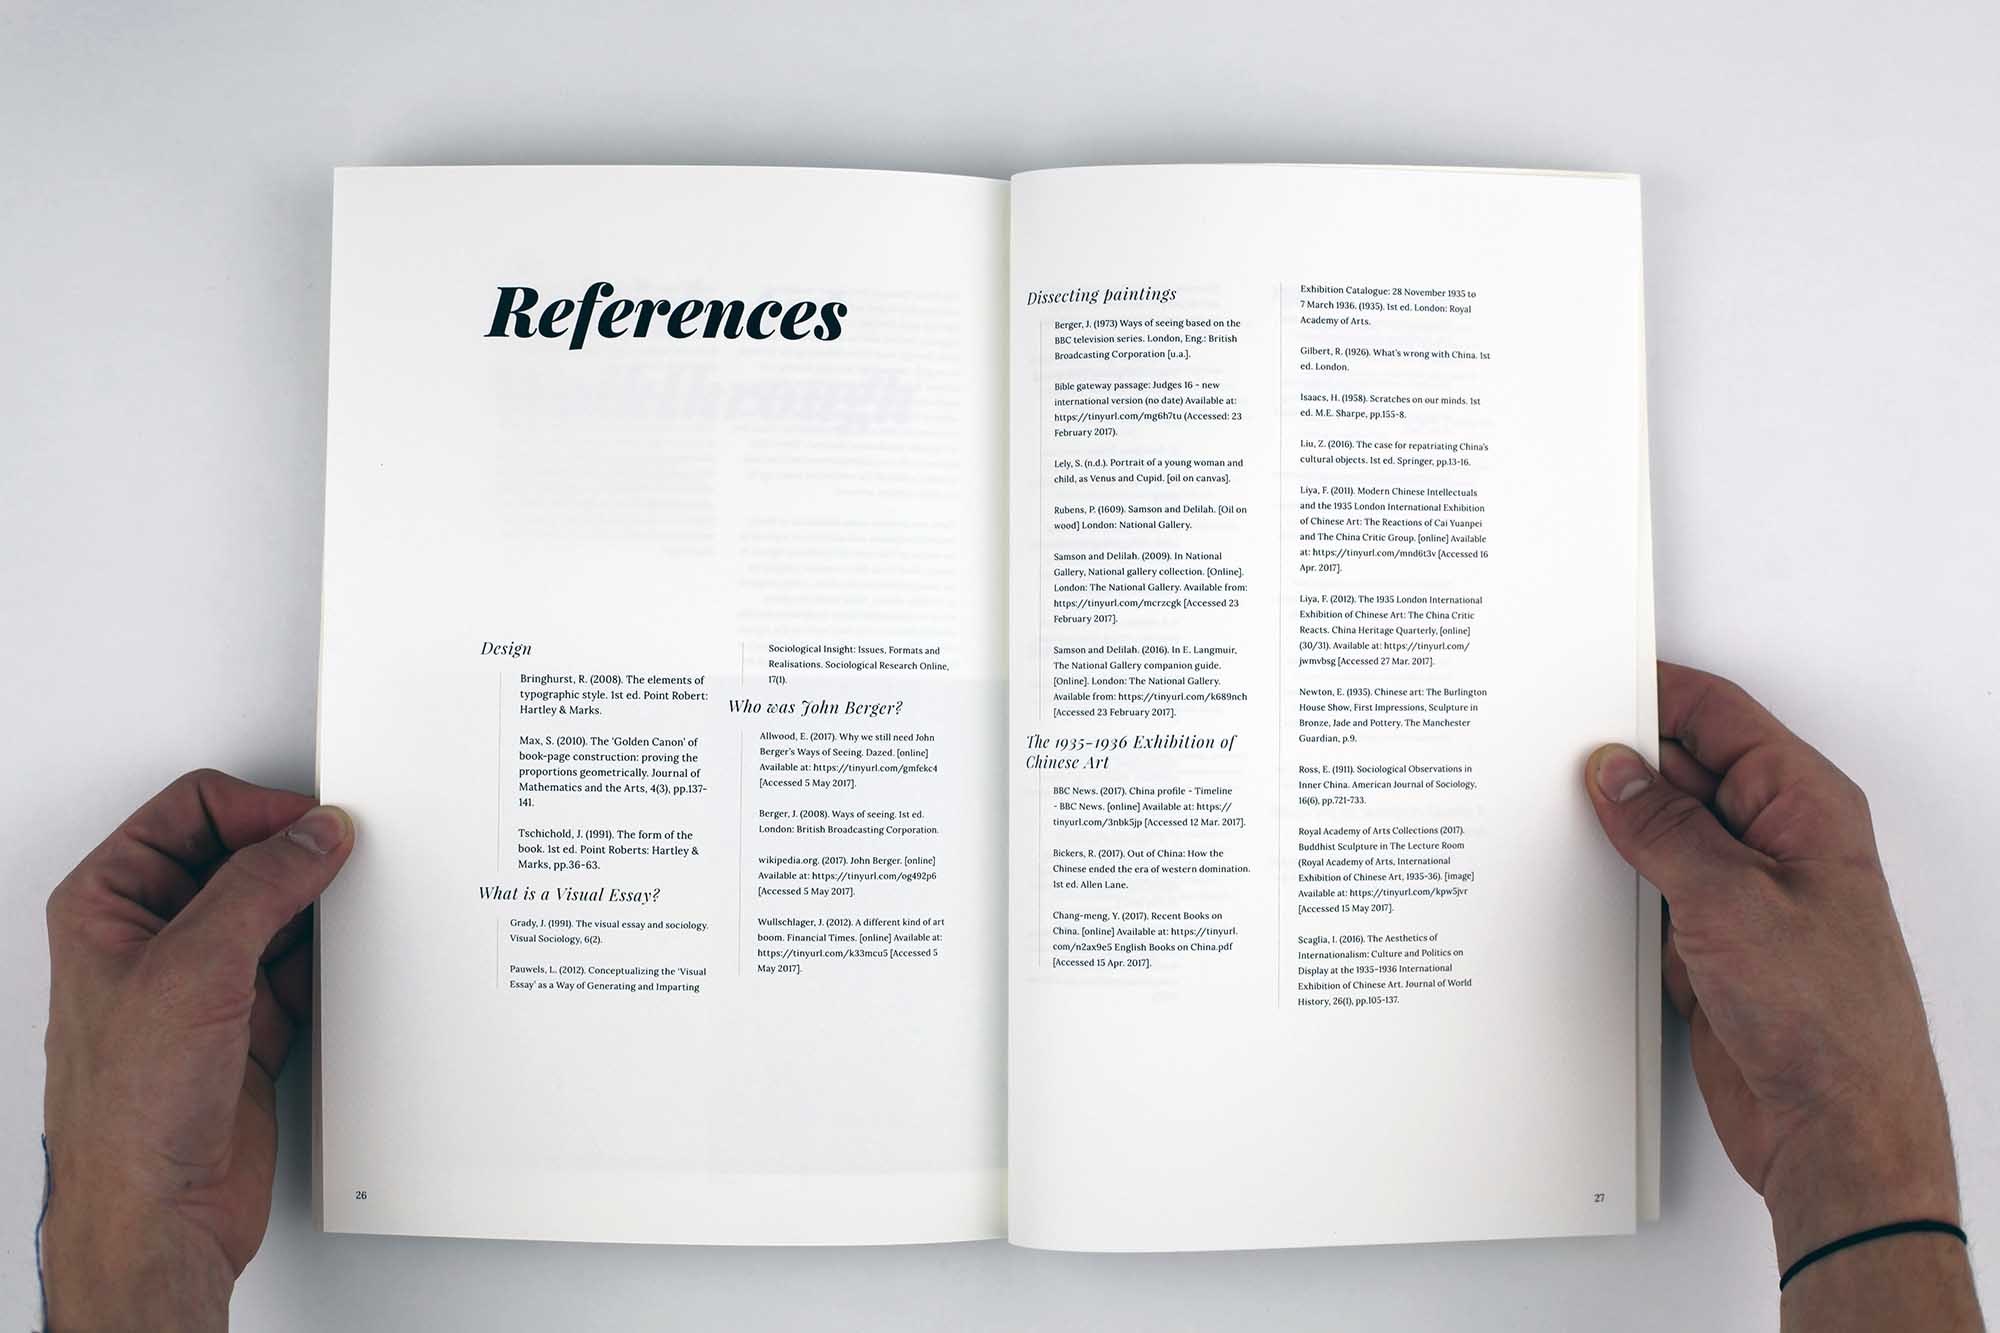 References
Design
Bringhurst, R. (2008). The elements of
typographic style. 1st ed. Point Robert:
Hartley & Marks.
Max, S. (2010). The ‘Golden Canon’ of
book-page construction: proving the
proportions geometrically. Journal of
Mathematics and the Arts, 4(3), pp.137-
141.
Tschichold, J. (1991). The form of the
book. 1st ed. Point Roberts: Hartley &
Marks, pp.36-63.
What is a Visual Essay?
Grady, J. (1991). The visual essay and sociology.
Visual Sociology, 6(2).
Pauwels, L. (2012). Conceptualizing the ‘Visual
Essay’ as a Way of Generating and Imparting
Sociological Insight: Issues, Formats and
Realisations. Sociological Research Online,
17(1).
Who was John Berger?
Allwood, E. (2017). Why we still need John
Berger's Ways of Seeing. Dazed. [online]
Available at: https://tinyurl.com/gmfekc4
[Accessed 5 May 2017].
Berger, J. (2008). Ways of seeing. 1st ed.
London: British Broadcasting Corporation.
wikipedia.org. (2017). John Berger. [online]
Available at: https://tinyurl.com/og492p6
[Accessed 5 May 2017].
Wullschlager, J. (2012). A different kind of art
boom. Financial Times. [online] Available at:
https://tinyurl.com/k33mcu5 [Accessed 5
May 2017].
26
Dissecting paintings
Berger, J. (1973) Ways of seeing based on the
BBC television series. London, Eng.: British
Broadcasting Corporation [u.a.].
Bible gateway passage: Judges 16 - new
international version (no date) Available at:
https://tinyurl.com/mg6h7tu (Accessed: 23
February 2017).
Lely, S. (n.d.). Portrait of a young woman and
child, as Venus and Cupid. [oil on canvas].
Rubens, P. (1609). Samson and Delilah. [Oil on
wood] London: National Gallery.
Samson and Delilah. (2009). In National
Gallery, National gallery collection. [Online].
London: The National Gallery. Available from:
https://tinyurl.com/mcrzcgk [Accessed 23
February 2017].
Samson and Delilah. (2016). In E. Langmuir,
The National Gallery companion guide.
[Online]. London: The National Gallery.
Available from: https://tinyurl.com/k689nch
[Accessed 23 February 2017].
The 1935-1936 Exhibition of
Chinese Art
BBC News. (2017). China profile - Timeline
- BBC News. [online] Available at: https://
tinyurl.com/3nbk5jp [Accessed 12 Mar. 2017].
Bickers, R. (2017). Out of China: How the
Chinese ended the era of western domination.
1st ed. Allen Lane.
Chang-meng, Y. (2017). Recent Books on
China. [online] Available at: https://tinyurl.
com/n2ax9e5 English Books on China.pdf
[Accessed 15 Apr. 2017].
Exhibition Catalogue: 28 November 1935 to
7 March 1936. (1935). 1st ed. London: Royal
Academy of Arts.
Gilbert, R. (1926). What's wrong with China. 1st
ed. London.
Isaacs, H. (1958). Scratches on our minds. 1st
ed. M.E. Sharpe, pp.155-8.
Liu, Z. (2016). The case for repatriating China's
cultural objects. 1st ed. Springer, pp.13-16.
Liya, F. (2011). Modern Chinese Intellectuals
and the 1935 London International Exhibition
of Chinese Art: The Reactions of Cai Yuanpei
and The China Critic Group. [online] Available
at: https://tinyurl.com/mnd6t3v [Accessed 16
Apr. 2017].
Liya, F. (2012). The 1935 London International
Exhibition of Chinese Art: The China Critic
Reacts. China Heritage Quarterly, [online]
(30/31). Available at: https://tinyurl.com/
jwmvbsg [Accessed 27 Mar. 2017].
Newton, E. (1935). Chinese art: The Burlington
House Show, First Impressions, Sculpture in
Bronze, Jade and Pottery. The Manchester
Guardian, p.9.
Ross, E. (1911). Sociological Observations in
Inner China. American Journal of Sociology,
16(6), pp.721-733.
Royal Academy of Arts Collections (2017).
Buddhist Sculpture in The Lecture Room
(Royal Academy of Arts, International
Exhibition of Chinese Art, 1935-36). [image]
Available at: https://tinyurl.com/kpw5jvr
[Accessed 15 May 2017].
Scaglia, I. (2016). The Aesthetics of
Internationalism: Culture and Politics on
Display at the 1935-1936 International
Exhibition of Chinese Art. Journal of World
History, 26(1), pp.105-137.
27